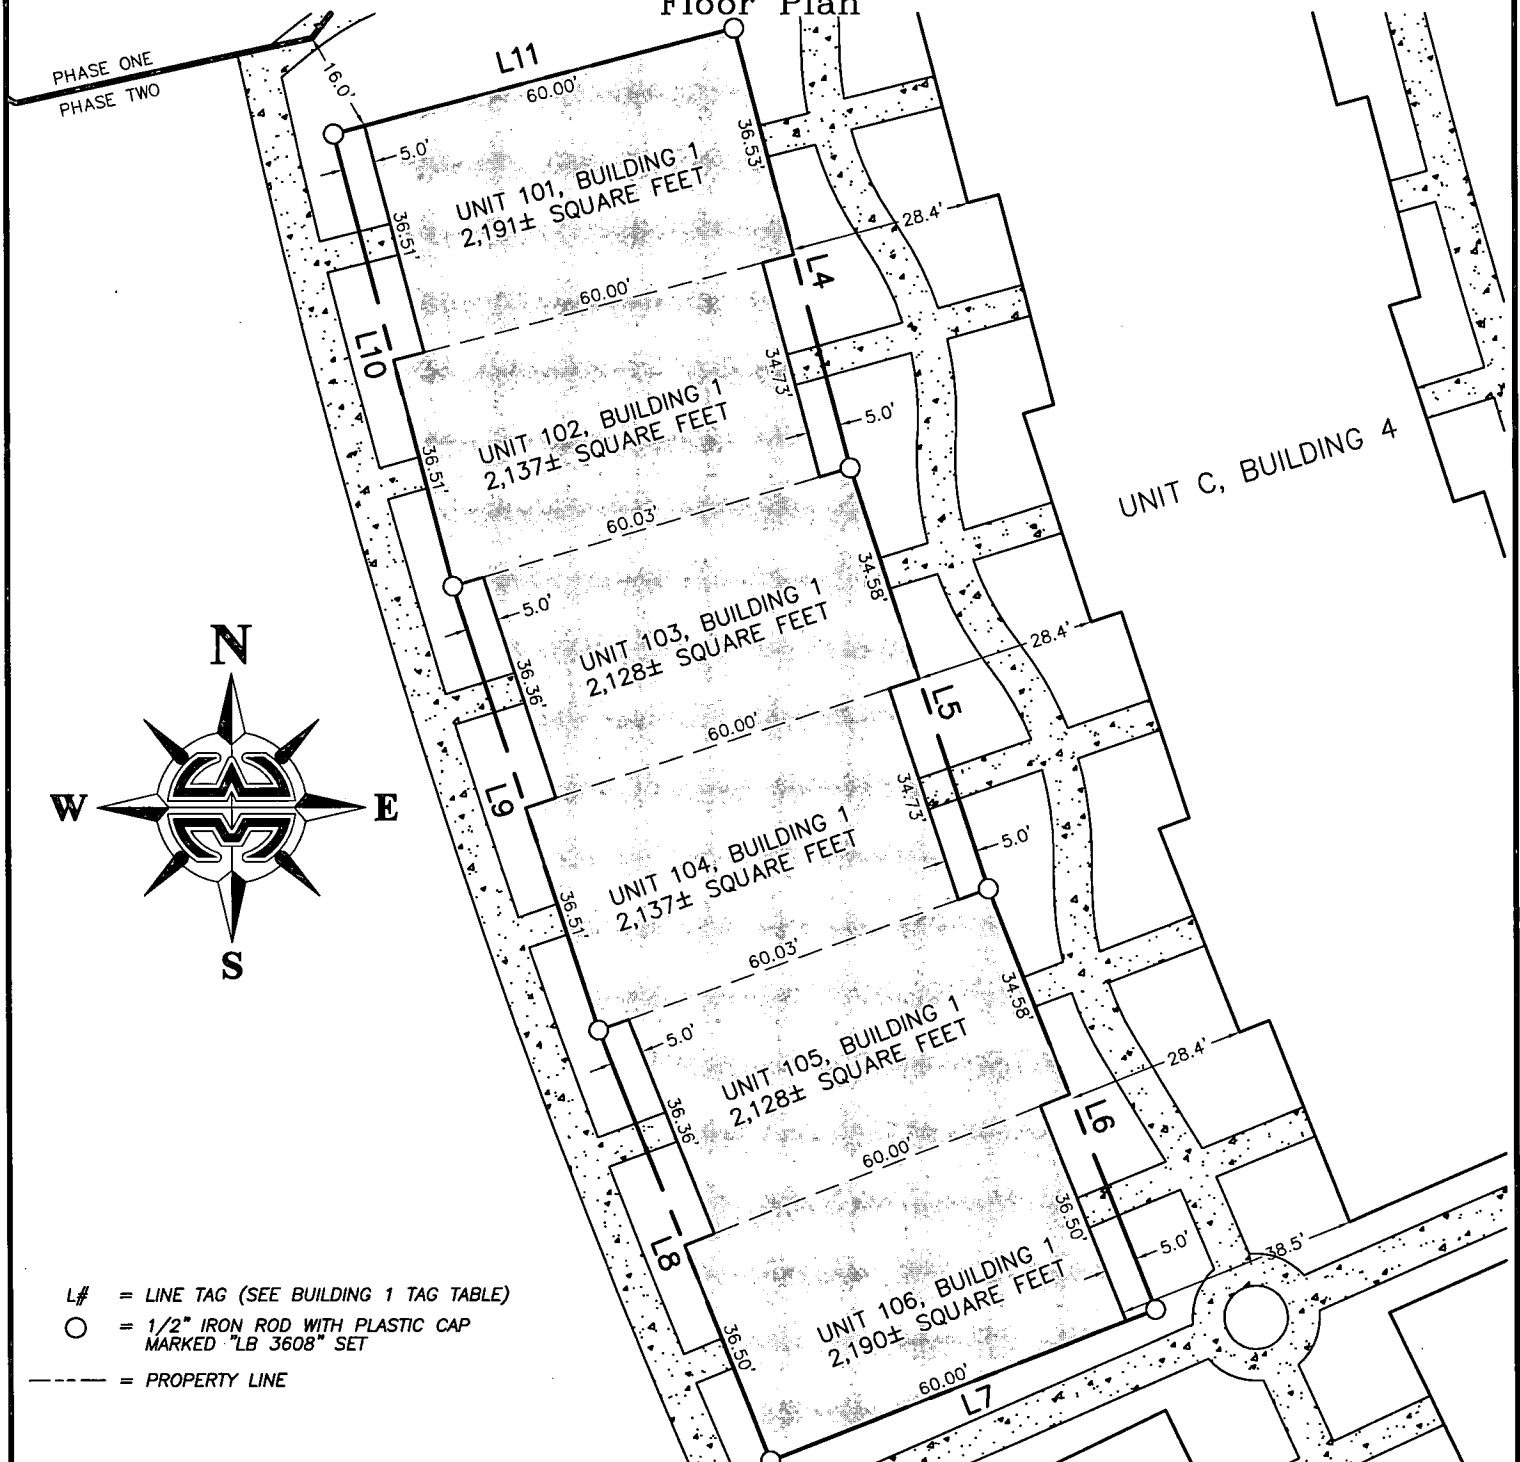 Floor Plan
PHASE ONE
PHASE TWO
16.0'
L11
60.00'
5.0'
36.53'
UNIT 101, BUILDING 1
2,191± SQUARE FEET
36.51'
28.4'
L4
60.00'
L10
34.73'
UNIT 102, BUILDING 1
2,137± SQUARE FEET
5.0'
36.51'
UNIT C, BUILDING 4
60.03'
34.58'
5.0'
UNIT 103, BUILDING 1
2,128± SQUARE FEET
28.4'
36.36'
L5
60.00'
N
W
E
S
L9
34.73'
5.0'
UNIT 104, BUILDING 1
2,137± SQUARE FEET
36.51'
60.03'
34.58'
5.0'
UNIT 105, BUILDING 1
2,128± SQUARE FEET
28.4'
36.36'
L6
60.00'
36.50'
5.0'
38.5'
L8
UNIT 106, BUILDING 1
2,190± SQUARE FEET
36.50'
60.00'
L7
L# = LINE TAG (SEE BUILDING 1 TAG TABLE)
= 1/2" IRON ROD WITH PLASTIC CAP
MARKED "LB 3608" SET
= PROPERTY LINE